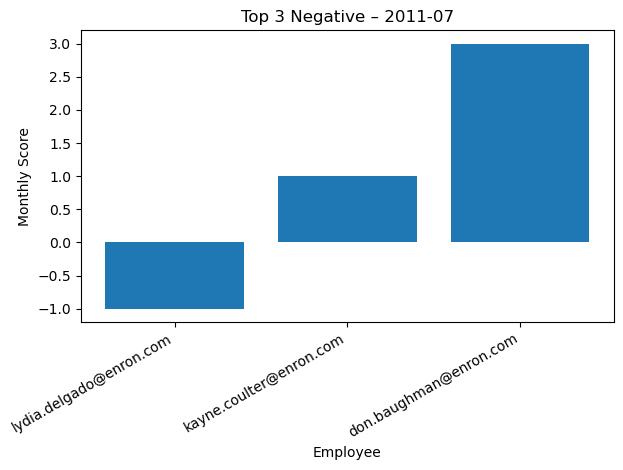 Top 3 Negative – 2011-07
Monthly Score
3.0
2.5
2.0
1.5
1.0
0.5
0.0
−0.5
−1.0
lydia.delgado@enron.com
kayne.coulter@enron.com
don.baughman@enron.com
Employee